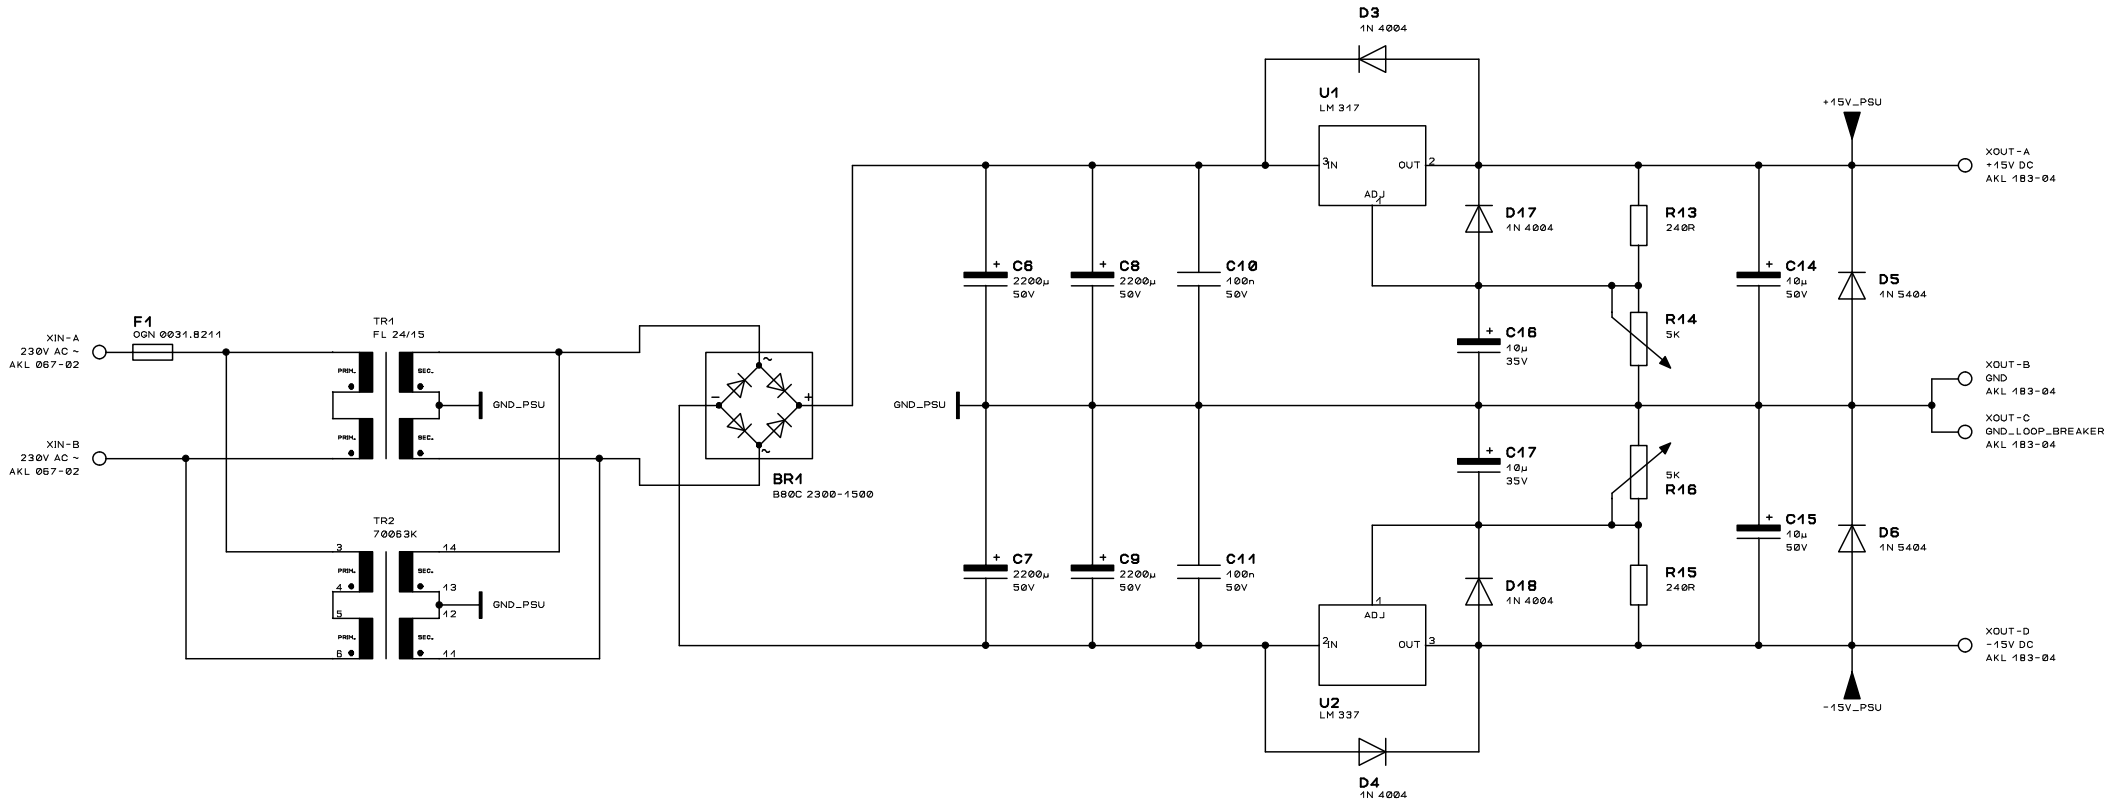 D3
1N 4004
U1
LM 317
3
IN
OUT
2
ADJ
1
+15V_PSU
XOUT-A
+15V DC
AKL 183-04
D17
1N 4004
R13
240R
C6
2200µ
50V
+
C8
2200µ
50V
+
C10
100n
50V
C14
10µ
50V
+
D5
1N 5404
C16
10µ
35V
+
R14
5K
XIN-A
230V AC ~
AKL 067-02
F1
OGN 0031.8211
TR1
FL 24/15
PRIM.
SEC.
GND_PSU
PRIM.
SEC.
XIN-B
230V AC ~
AKL 067-02
~
-
+
~
BR1
B80C 2300-1500
GND_PSU
XOUT-B
GND
AKL 183-04
XOUT-C
GND_LOOP_BREAKER
AKL 183-04
C17
10µ
35V
+
5K
R16
TR2
70063K
3
14
PRIM.
SEC.
4
13
5
12
GND_PSU
PRIM.
SEC.
6
11
C7
2200µ
50V
+
C9
2200µ
50V
+
C11
100n
50V
C15
10µ
50V
+
D6
1N 5404
D18
1N 4004
R15
240R
1
ADJ
2
IN
OUT
3
U2
LM 337
XOUT-D
-15V DC
AKL 183-04
-15V_PSU
D4
1N 4004